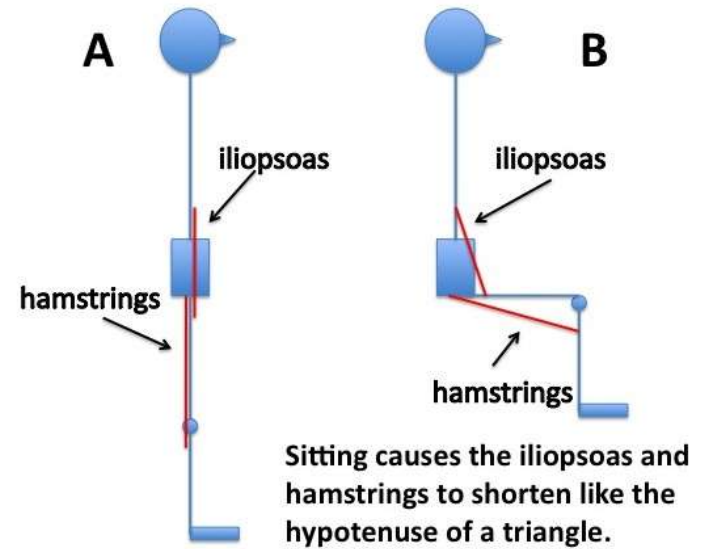 A
B
iliopsoas
iliopsoas
hamstrings
hamstrings
Sitting causes the iliopsoas and
hamstrings to shorten like the
hypotenuse of a triangle.